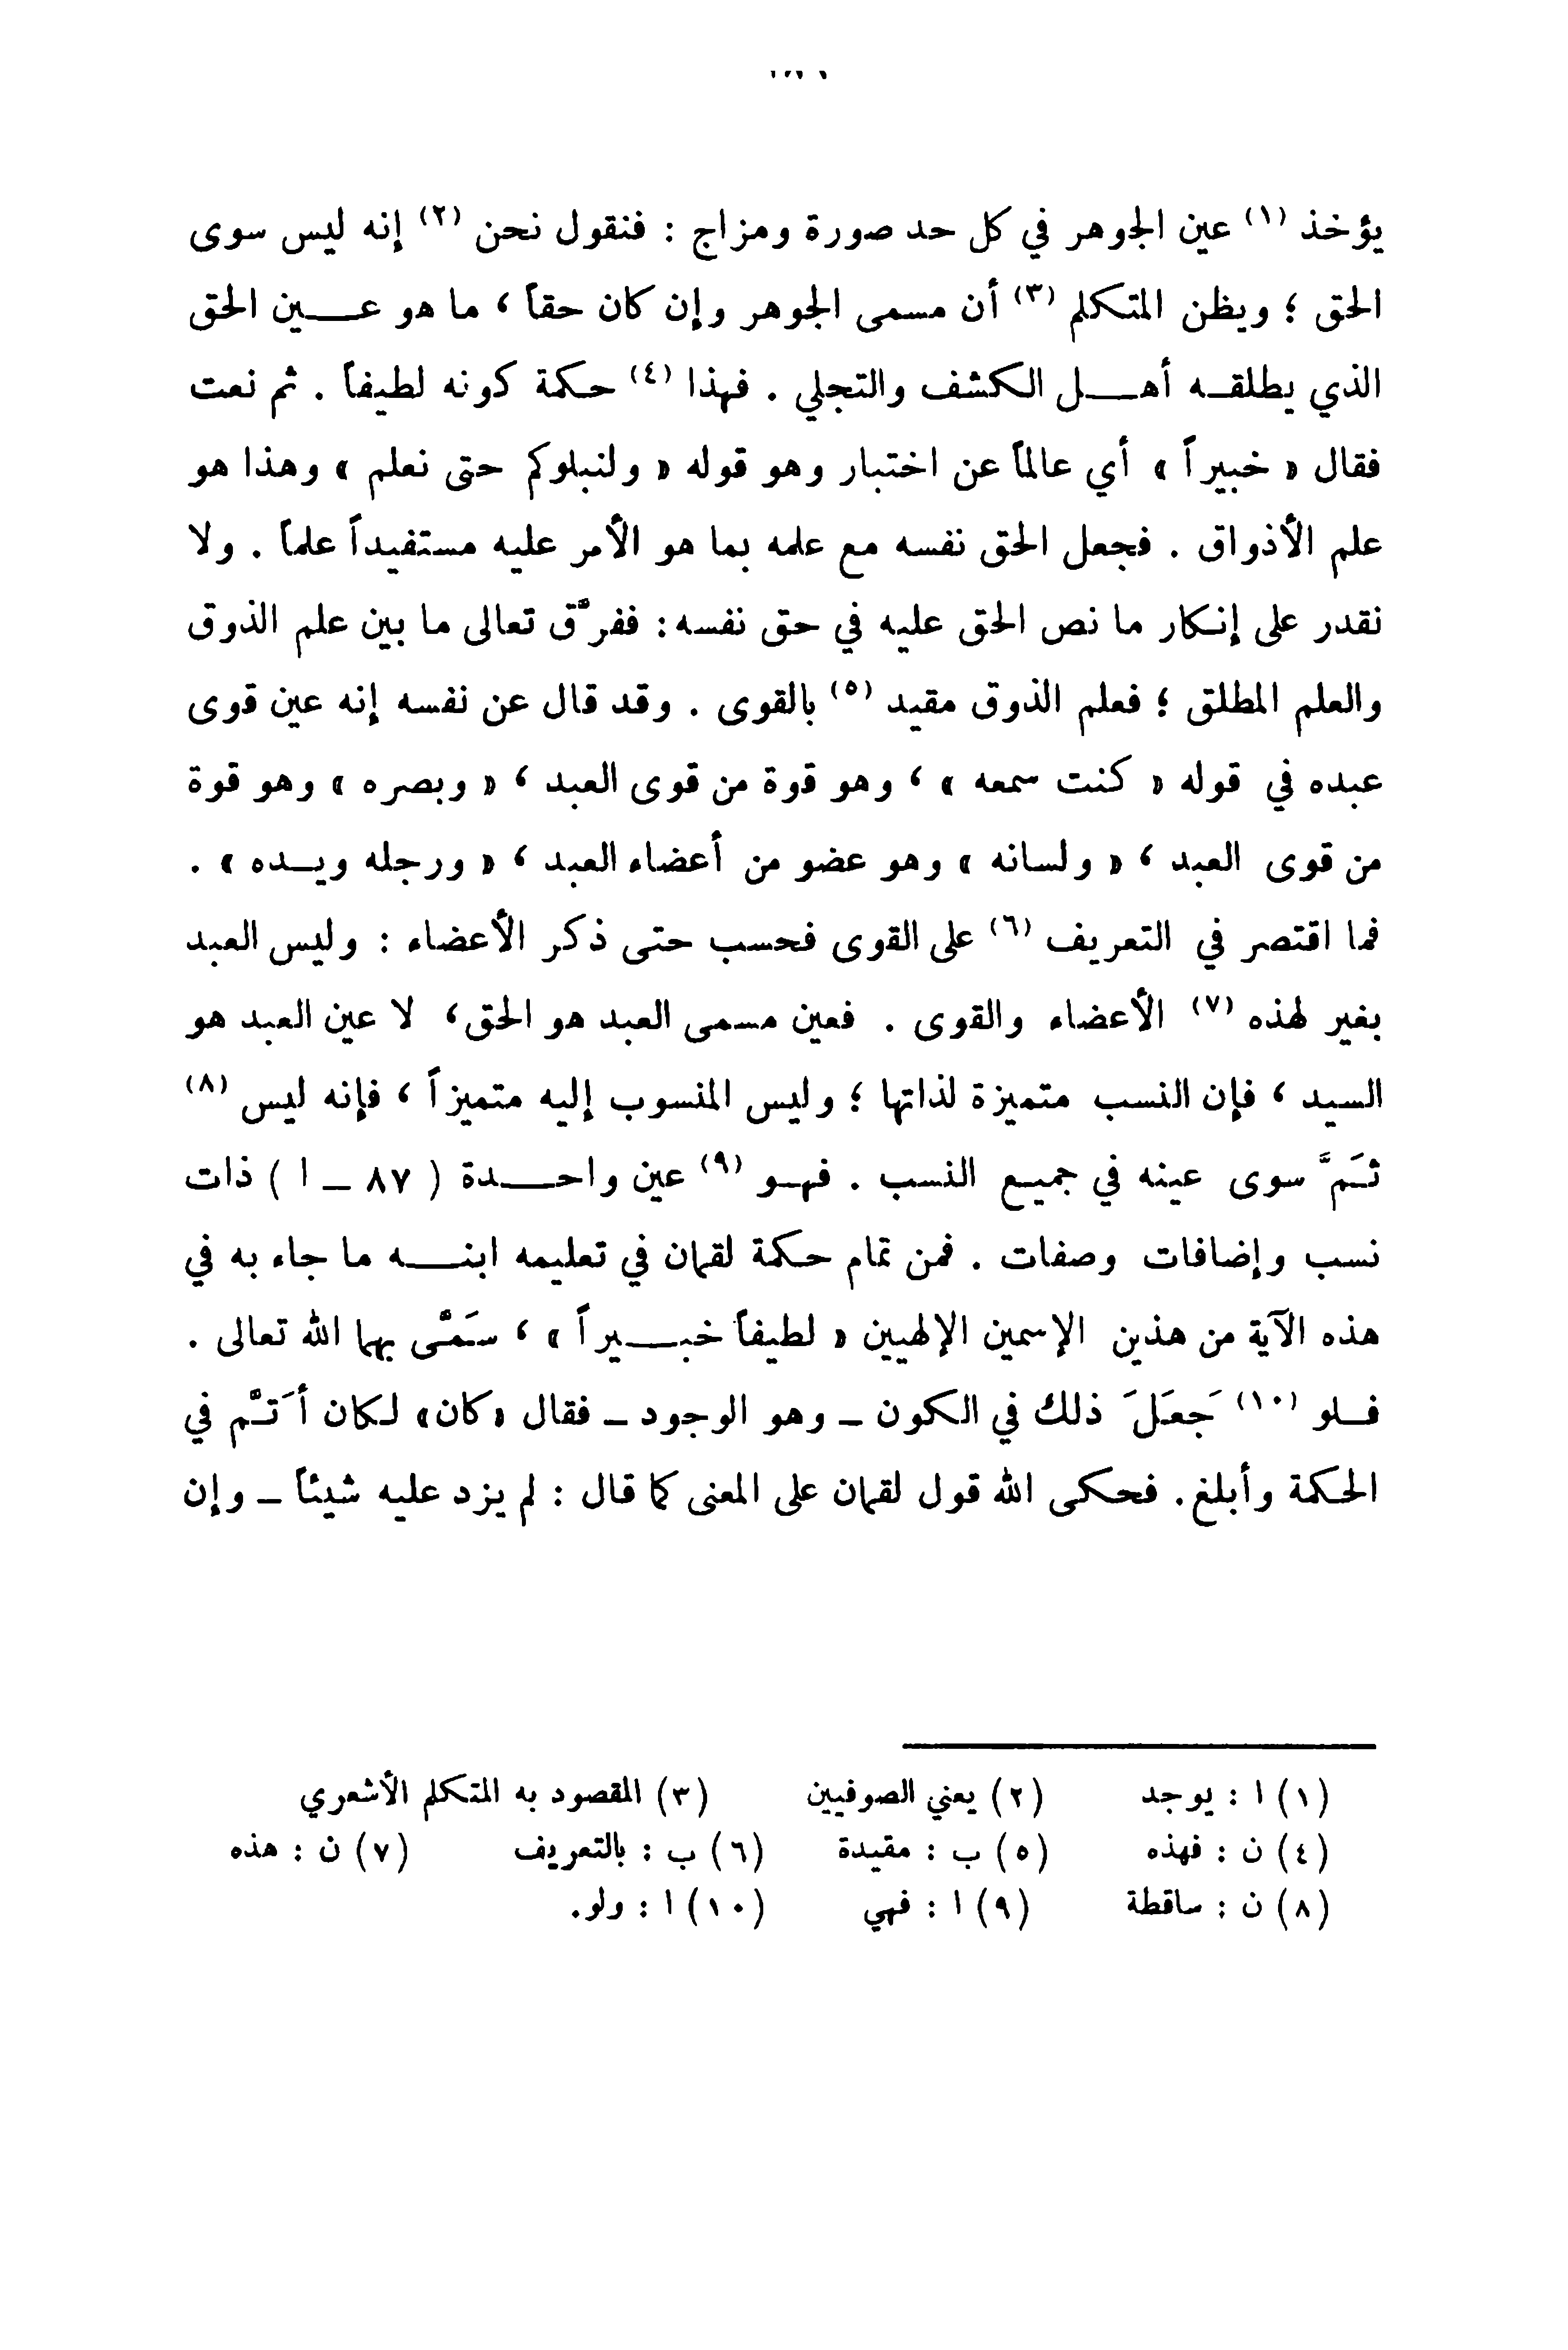 يؤخذ (١) عين الجوهر في كل حد صورة ومزاج : فنقول نحن (٢) إنه ليس سوى
الحق ؛ ويظن المتكلم (٣) أن مسمى الجوهر وإن كان حقاً ، ما هو عـــين الحق
الذي يطلقـه أهـــل الكشف والتجلي . فهذا (٤) حكمة كونه لطيفاً . ثم نعت
فقال « خبيراً » أي عالماً عن اختبار وهو قوله « ولنبلوكم حتى نعلم » وهذا هو
علم الأذواق . فجعل الحق نفسه مع علمه بما هو الأمر عليه مستفيداً علماً . ولا
نقدر على إنكار ما نص الحق عليه في حق نفسه : ففرَّق تعالى ما بين علم الذوق
والعلم المطلق ؛ فعلم الذوق مقيد (٥) بالقوى . وقد قال عن نفسه إنه عين قوى
عبده في قوله « كنت سمعه » ، وهو قوة من قوى العبد ، « وبصره » وهو قوة
من قوى العبد ، « ولسانه » وهو عضو من أعضاء العبد ، « ورجله ويـده » .
فما اقتصر في التعريف (٦) على القوى فحسب حتى ذكر الأعضاء : وليس العبد
بغير لهذه (٧) الأعضاء والقوى . فعين مسمى العبد هو الحق ، لا عين العبد هو
السيد ، فإن النسب متميزة لذاتها ؛ وليس المنسوب إليه متميزاً ، فإنه ليس (٨)
ثَمَّ سوى عينه في جميع النسب . فهـو (٩) عين واحـــدة ( ٨٧ – ا ) ذات
نسب وإضافات وصفات . فمن تمام حكمة لقمان في تعليمه ابنـــه ما جاء به في
هذه الآية من هذين الإسمين الإلهيين « لطيفاً خبـــيراً » ، سَمَّى بهما الله تعالى .
فـلو (١٠) جَعَلَ ذلك في الكون – وهو الوجود – فقال «كان» لكان أَتَمَّ في
الحكمة وأبلغ. فحكى الله قول لقمان على المعنى كما قال : لم يزد عليه شيئاً – وإن
(١) ا : يوجد (٢) يعني الصوفيين (٣) المقصود به المتكلم الأشعري
(٤) ن : فهذه (٥) ب : مقيدة (٦) ب : بالتعريف (٧) ن : هذه
(٨) ن : ساقطة (٩) ا : فهي (١٠) ا : ولو.